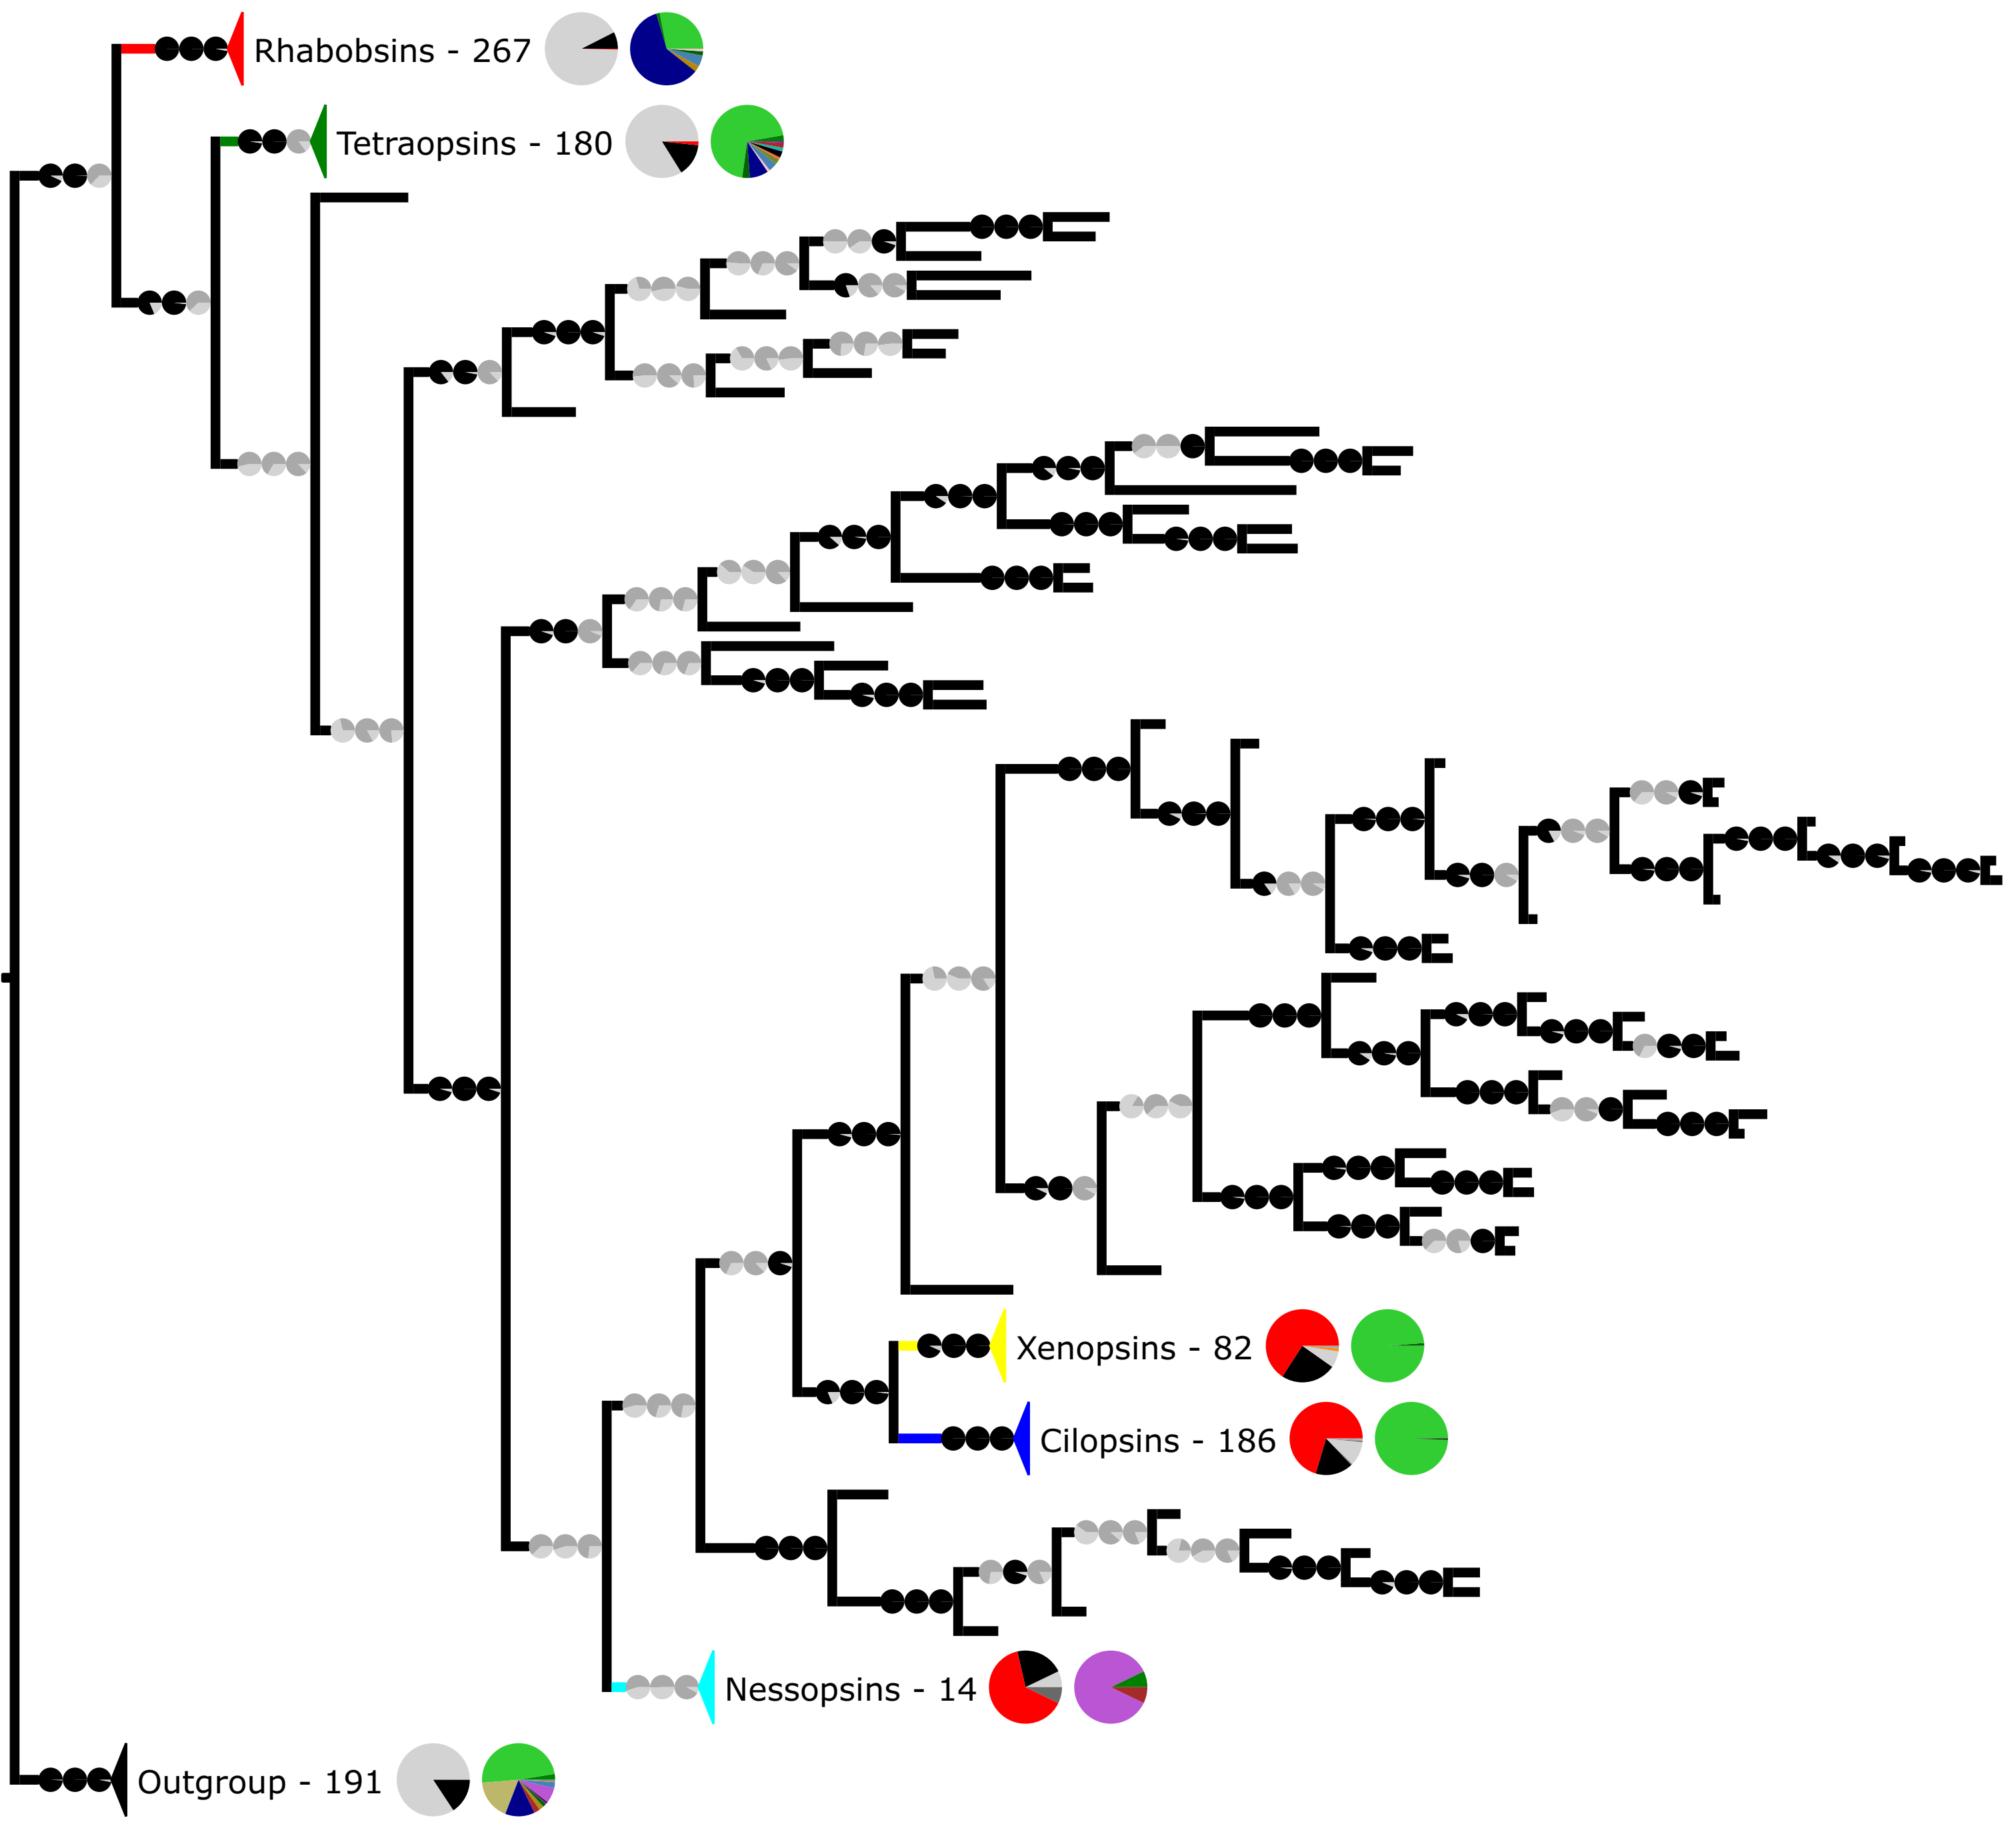 Rhabobsins - 267
Tetraopsins - 180
Xenopsins - 82
Cilopsins - 186
Nessopsins - 14
Outgroup - 191